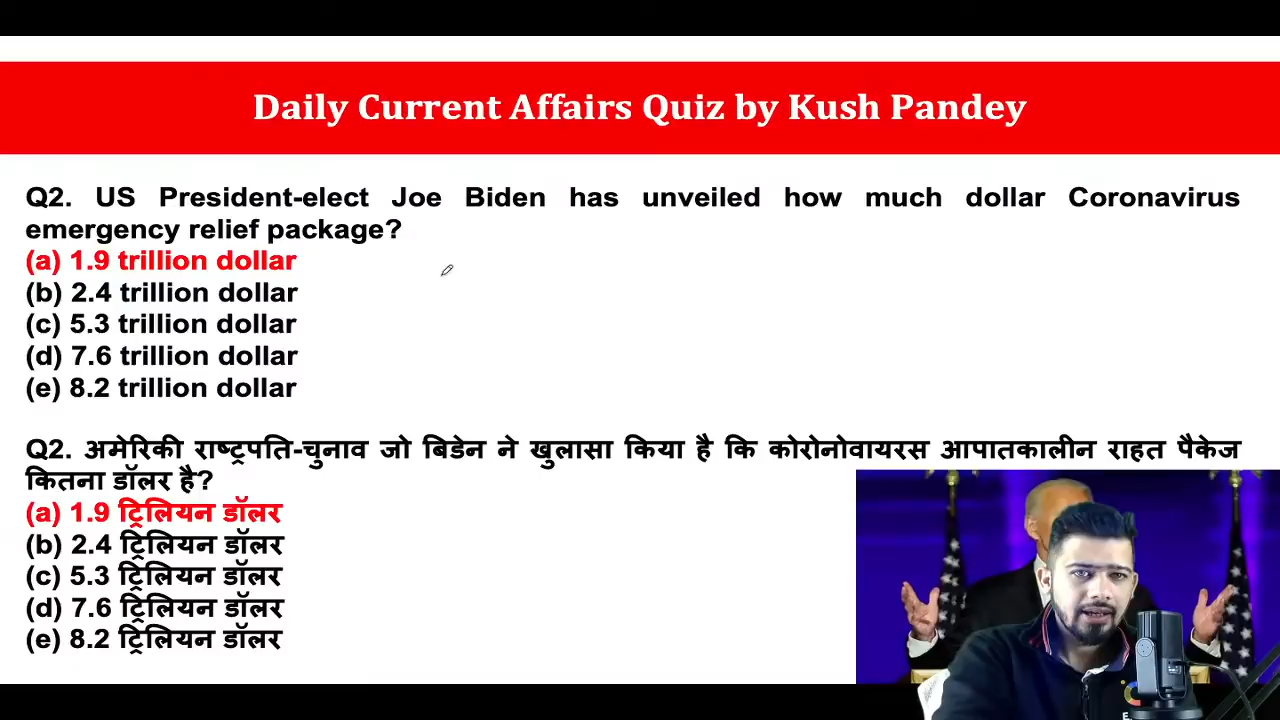 Daily Current Affairs Quiz by Kush Pandey
Q2. US President-elect Joe Biden has unveiled how much dollar Coronavirus
emergency relief package?
(a) 1.9 trillion dollar
(b) 2.4 trillion dollar
(c) 5.3 trillion dollar
(d) 7.6 trillion dollar
(e) 8.2 trillion dollar
Q2. अमेरिकी राष्ट्रपति-चुनाव जो बिडेन ने खुलासा किया है कि कोरोनोवायरस आपातकालीन राहत पैकेज
कितना डॉलर है?
(a) 1.9 ट्रिलियन डॉलर
(b) 2.4 ट्रिलियन डॉलर
(c) 5.3 ट्रिलियन डॉलर
(d) 7.6 ट्रिलियन डॉलर
(e) 8.2 ट्रिलियन डॉलर